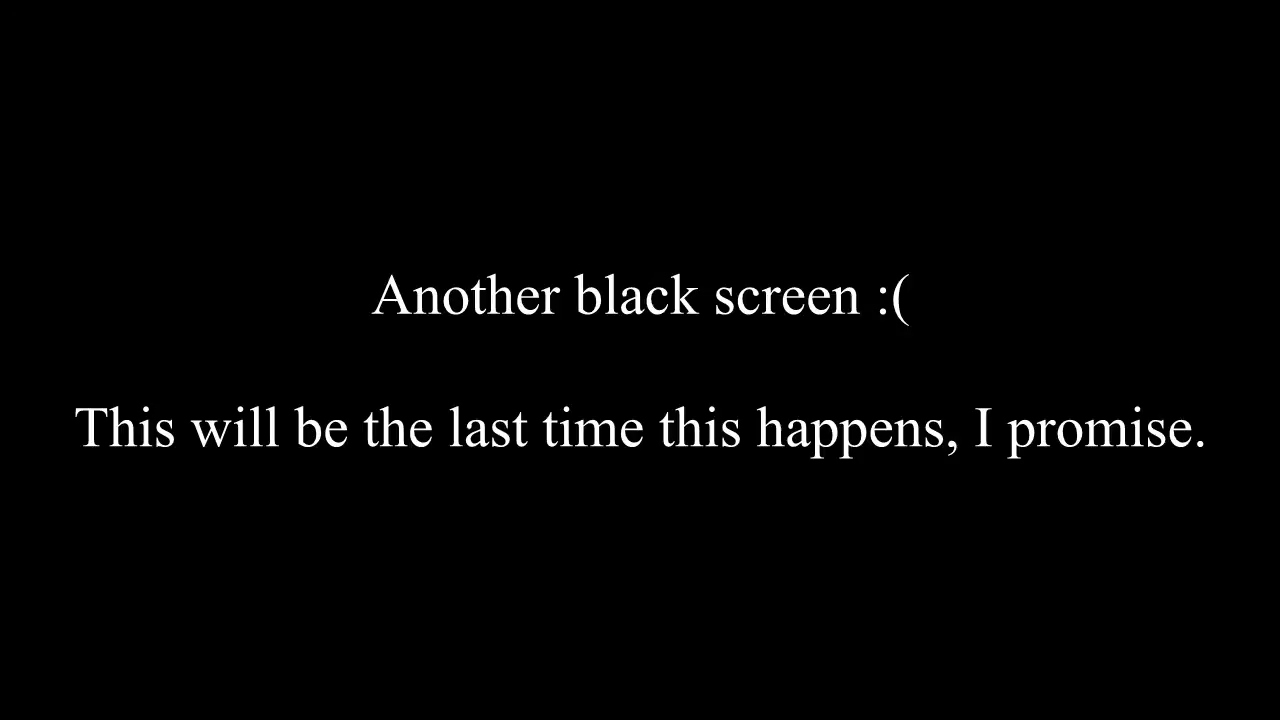 Another black screen :(
This will be the last time this happens, I promise.